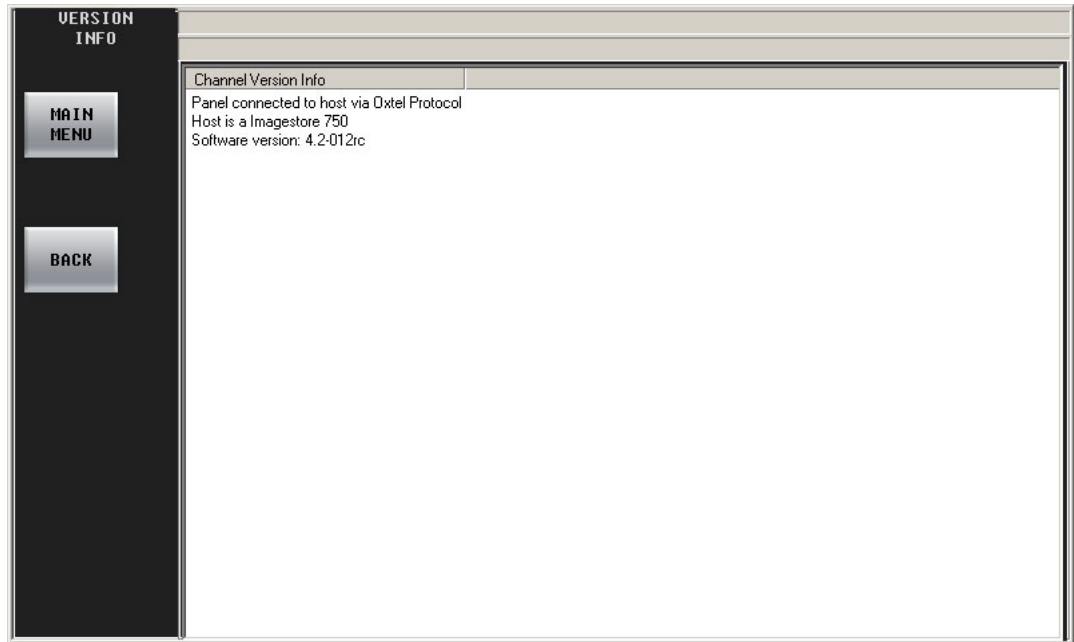 VERSION
INFO
MAIN
MENU
BACK
Channel Version Info
Panel connected to host via Oxtel Protocol
Host is a Imagestore 750
Software version: 4.2-012rc